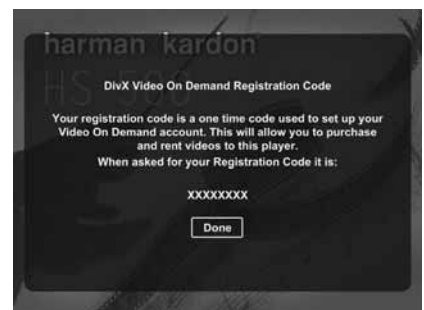 harman kardon
HS 500
DivX Video On Demand Registration Code
Your registration code is a one time code used to set up your
Video On Demand account. This will allow you to purchase
and rent videos to this player.
When asked for your Registration Code it is:
XXXXXXXX
Done